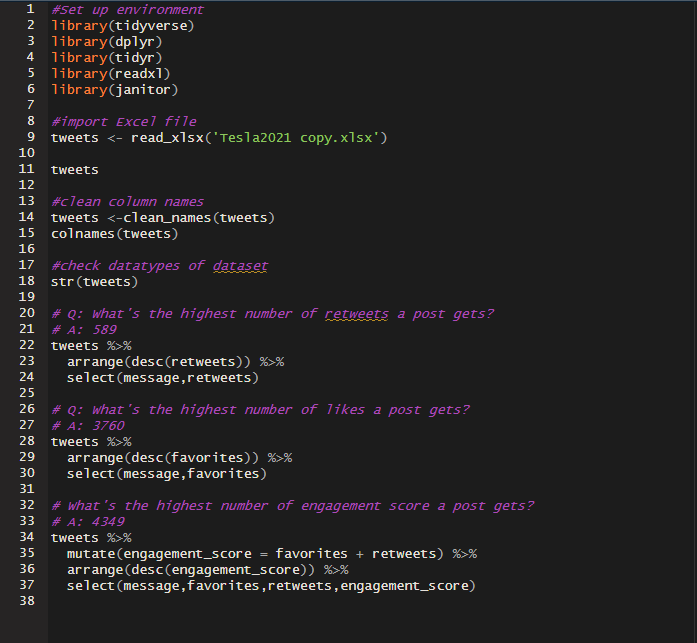 1 #Set up environment
2 library(tidyverse)
3 library(dplyr)
4 library(tidyr)
5 library(readxl)
6 library(janitor)
7
8 #import Excel file
9 tweets <- read_xlsx('Tesla2021 copy.xlsx')
10
11 tweets
12
13 #clean column names
14 tweets <-clean_names(tweets)
15 colnames(tweets)
16
17 #check datatypes of dataset
18 str(tweets)
19
20 # Q: What's the highest number of retweets a post gets?
21 # A: 589
22 tweets %>%
23   arrange(desc(retweets)) %>%
24   select(message,retweets)
25
26 # Q: What's the highest number of likes a post gets?
27 # A: 3760
28 tweets %>%
29   arrange(desc(favorites)) %>%
30   select(message,favorites)
31
32 # What's the highest number of engagement score a post gets?
33 # A: 4349
34 tweets %>%
35   mutate(engagement_score = favorites + retweets) %>%
36   arrange(desc(engagement_score)) %>%
37   select(message,favorites,retweets,engagement_score)
38